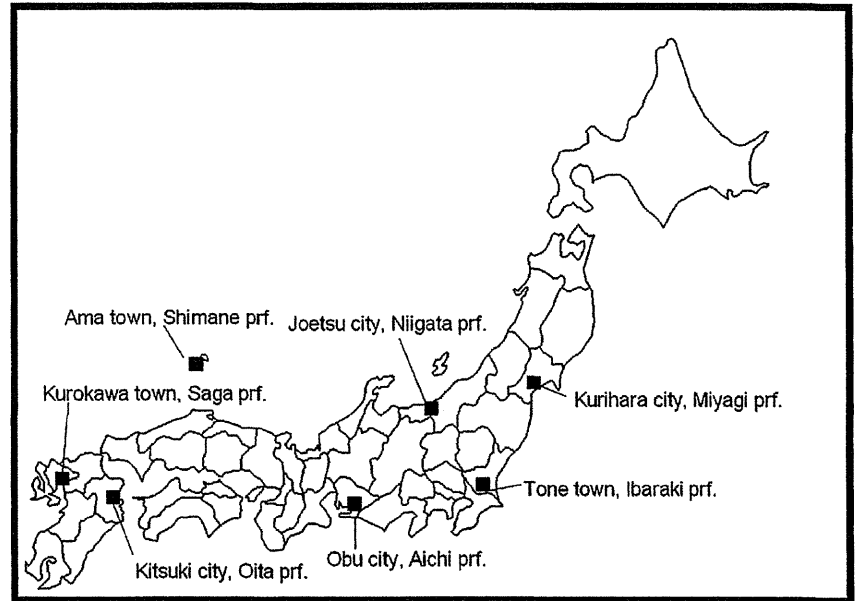 Ama town, Shimane prf.
Joetsu city, Niigata prf.
Kurokawa town, Saga prf.
Kurihara city, Miyagi prf.
Tone town, Ibaraki prf.
Obu city, Aichi prf.
Kitsuki city, Oita prf.